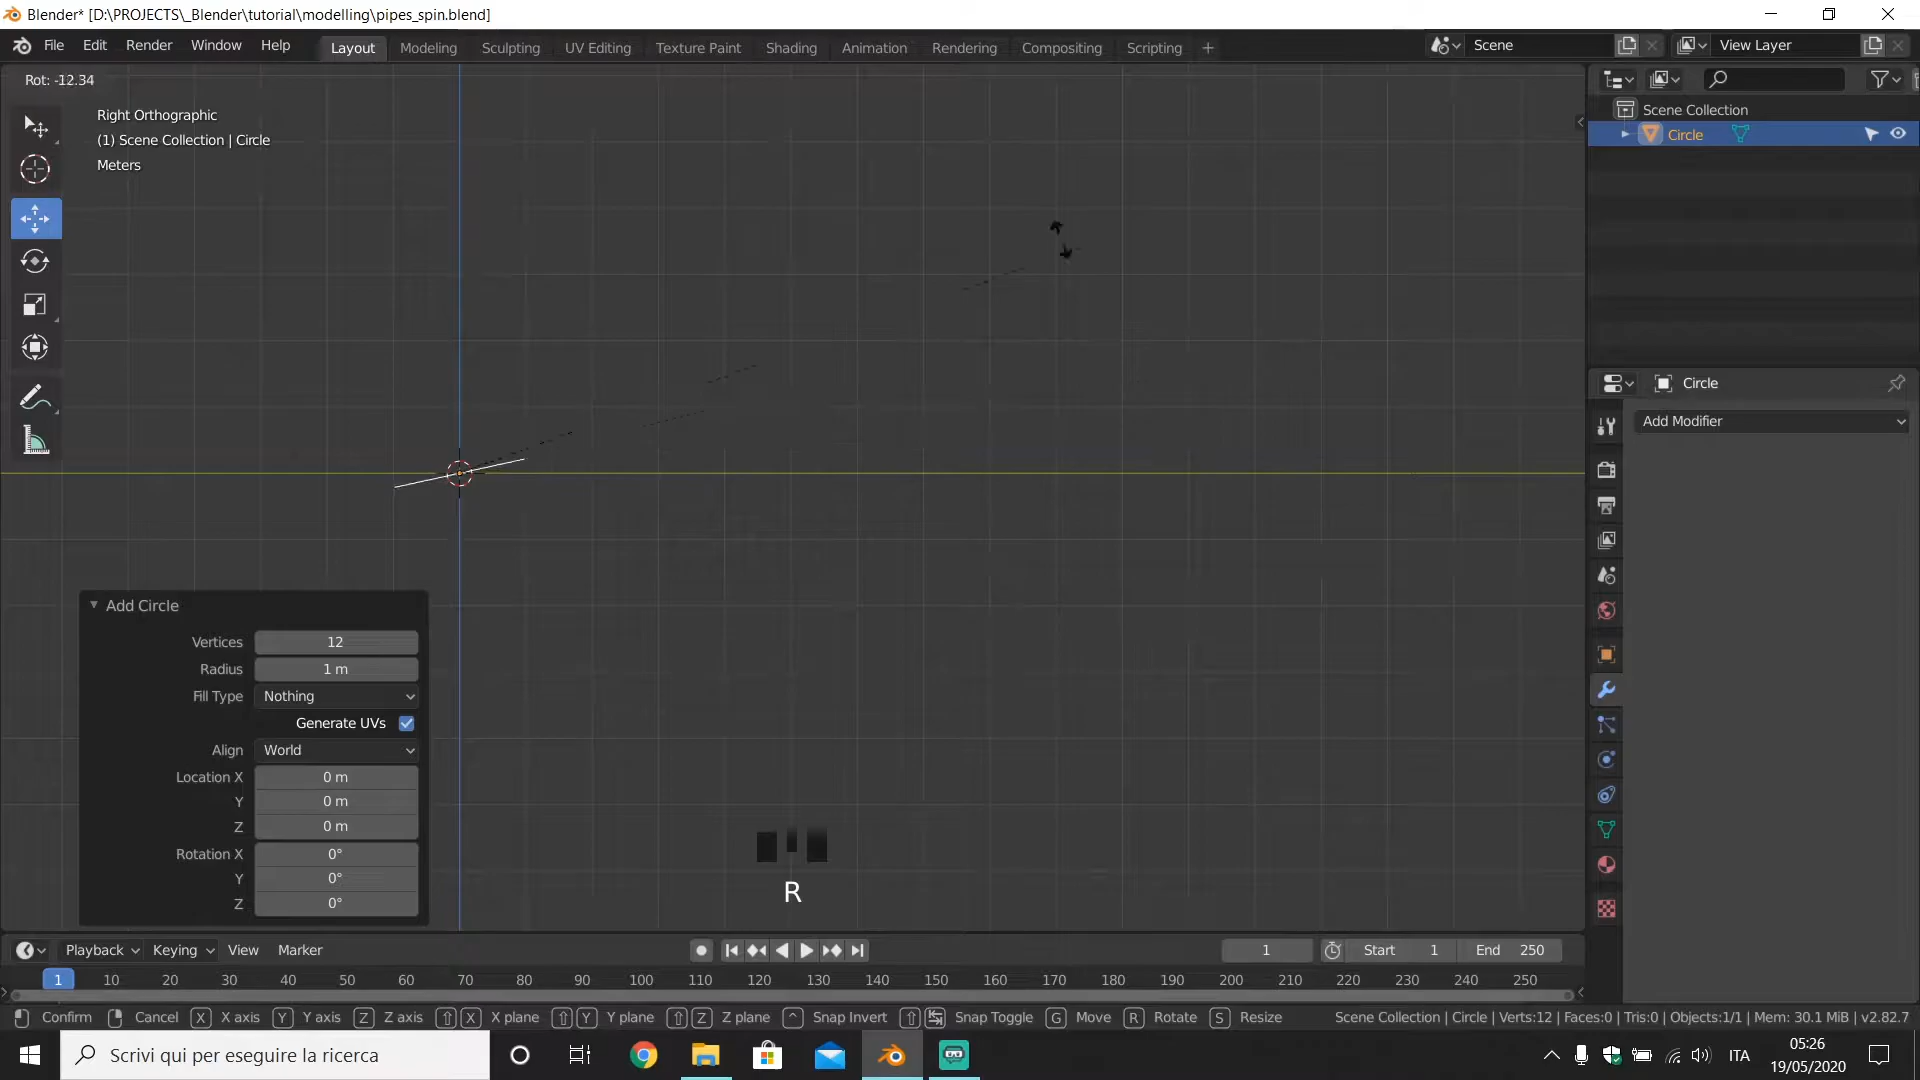 Blender* [D:\PROJECTS\_Blender\tutorial\modelling\pipes_spin.blend]
File Edit Render Window Help Layout Modeling Sculpting UV Editing Texture Paint Shading Animation Rendering Compositing Scripting + Scene View Layer
Rot: -12.34
Right Orthographic
(1) Scene Collection | Circle
Meters
Scene Collection
Circle
Circle
Add Modifier
Add Circle
Vertices 12
Radius 1 m
Fill Type Nothing
Generate UVs
Align World
Location X 0 m
Y 0 m
Z 0 m
Rotation X 0°
Y 0°
Z 0°
R
Playback Keying View Marker 1 Start 1 End 250
1 10 20 30 40 50 60 70 80 90 100 110 120 130 140 150 160 170 180 190 200 210 220 230 240 250
Confirm Cancel X X axis Y Y axis Z Z axis X X plane Y Y plane Z Z plane ^ Snap Invert Snap Toggle G Move R Rotate S Resize Scene Collection | Circle | Verts:12 | Faces:0 | Tris:0 | Objects:1/1 | Mem: 30.1 MiB | v2.82.7
Scrivi qui per eseguire la ricerca
ITA
05:26
19/05/2020